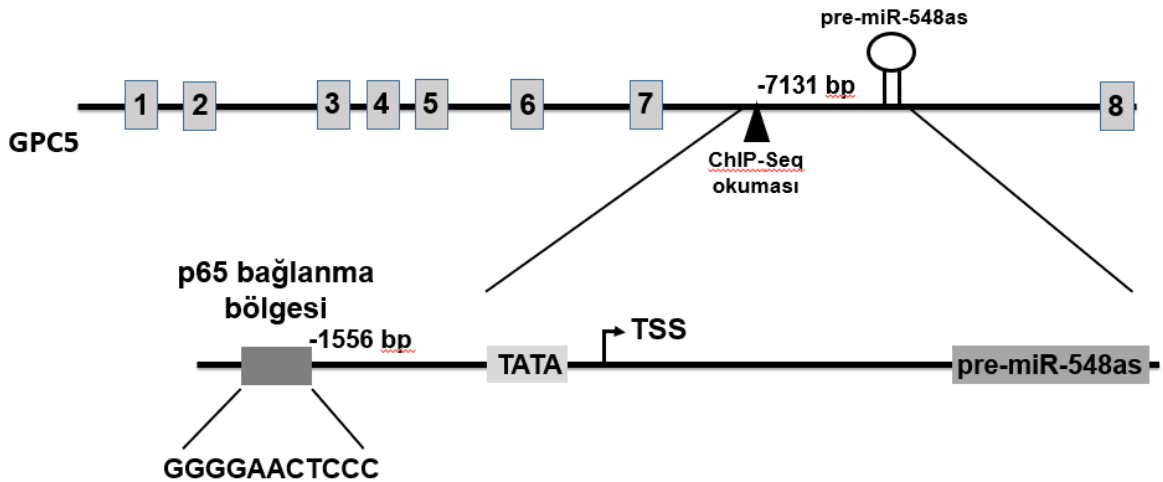 pre-miR-548as
-7131 bp
1 2 3 4 5 6 7 8
GPC5
ChIP-Seq
okuması
p65 bağlanma
bölgesi
-1556 bp
TSS
TATA
pre-miR-548as
GGGGAACTCCC